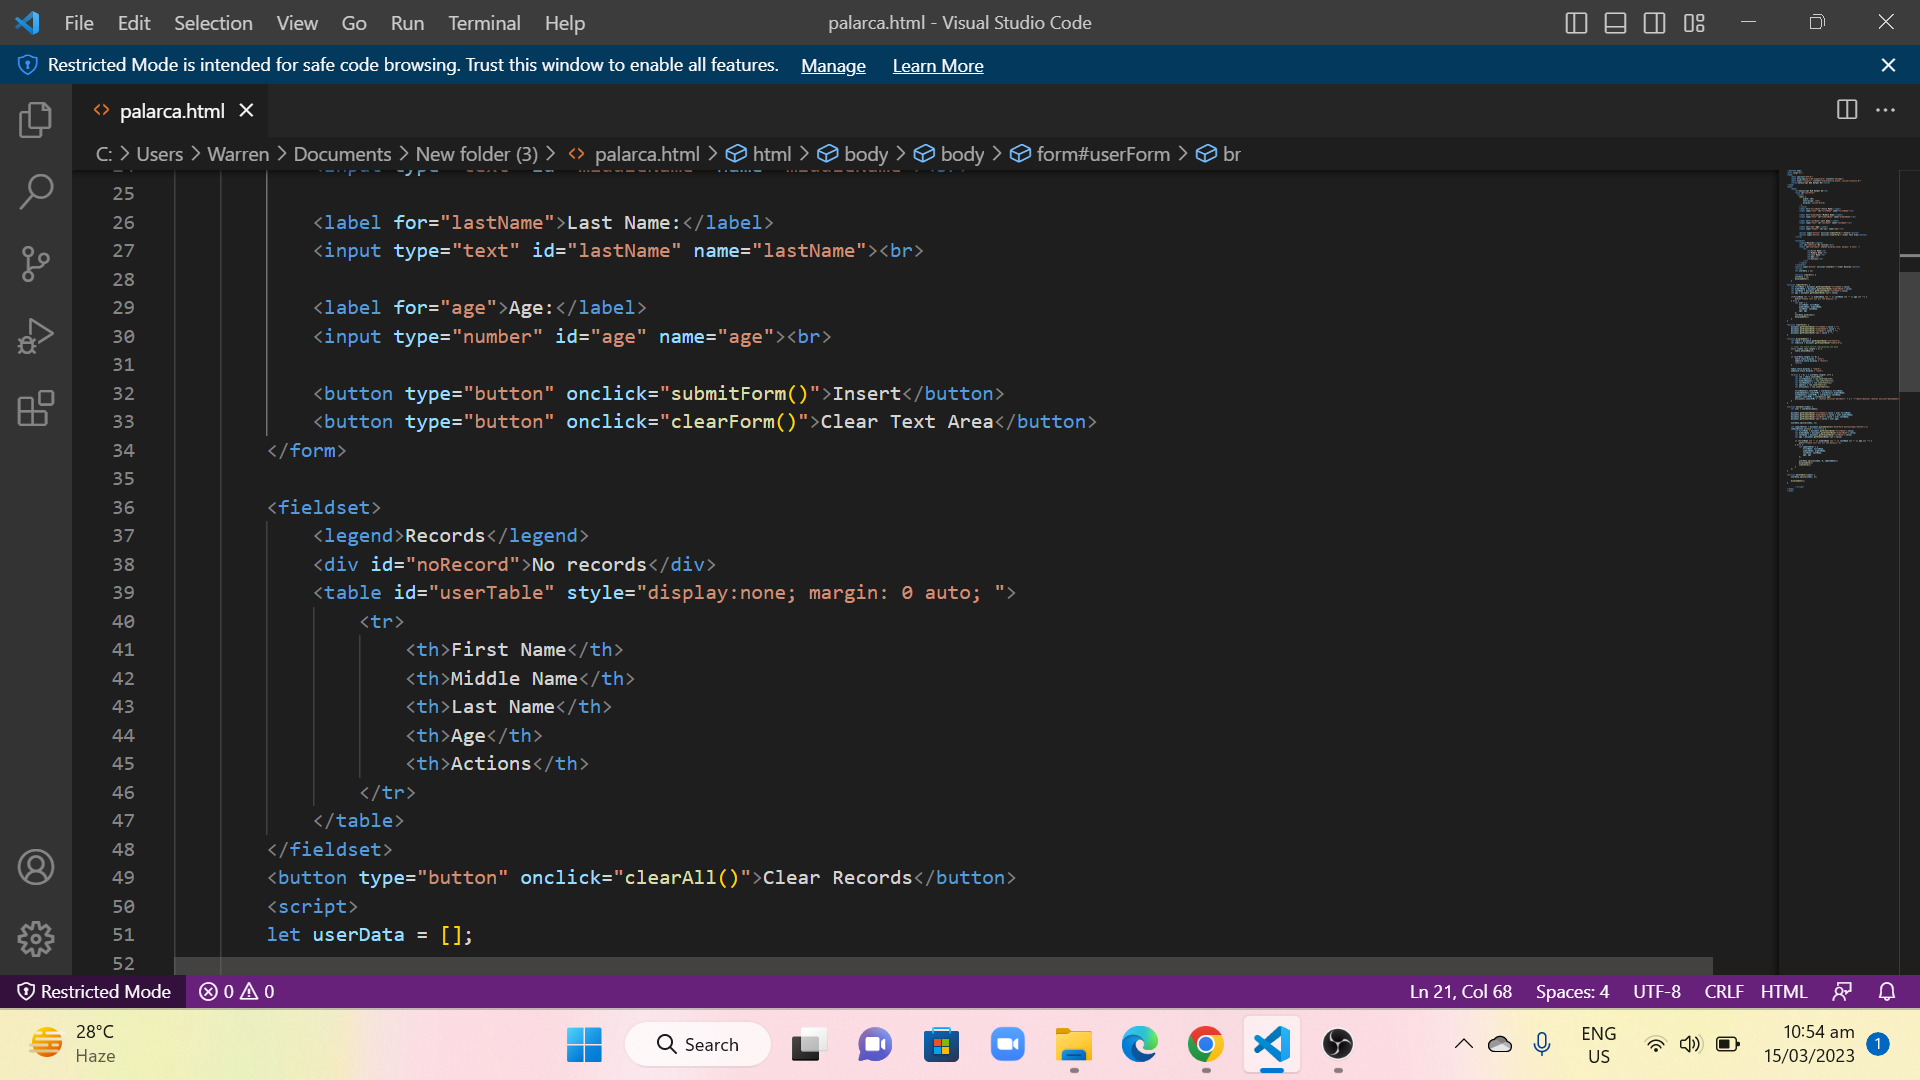 File Edit Selection View Go Run Terminal Help palarca.html - Visual Studio Code
Restricted Mode is intended for safe code browsing. Trust this window to enable all features. Manage Learn More
palarca.html
C: > Users > Warren > Documents > New folder (3) > palarca.html > html > body > body > form#userForm > br
25
26 <label for="lastName">Last Name:</label>
27 <input type="text" id="lastName" name="lastName"><br>
28
29 <label for="age">Age:</label>
30 <input type="number" id="age" name="age"><br>
31
32 <button type="button" onclick="submitForm()">Insert</button>
33 <button type="button" onclick="clearForm()">Clear Text Area</button>
34 </form>
35
36 <fieldset>
37 <legend>Records</legend>
38 <div id="noRecord">No records</div>
39 <table id="userTable" style="display:none; margin: 0 auto; ">
40 <tr>
41 <th>First Name</th>
42 <th>Middle Name</th>
43 <th>Last Name</th>
44 <th>Age</th>
45 <th>Actions</th>
46 </tr>
47 </table>
48 </fieldset>
49 <button type="button" onclick="clearAll()">Clear Records</button>
50 <script>
51 let userData = [];
52
Restricted Mode 0 0 Ln 21, Col 68 Spaces: 4 UTF-8 CRLF HTML
28°C
Haze
Search
ENG
US
10:54 am
15/03/2023
1